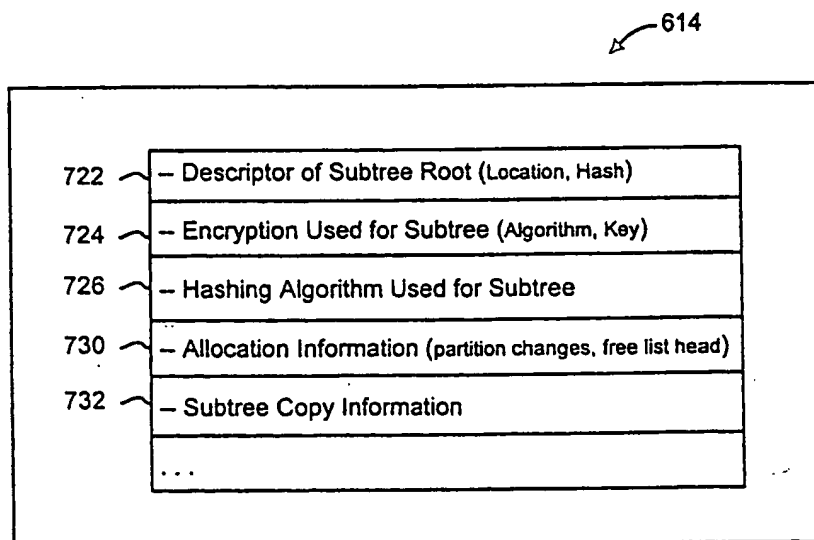 614
722 – Descriptor of Subtree Root (Location, Hash)
724 – Encryption Used for Subtree (Algorithm, Key)
726 – Hashing Algorithm Used for Subtree
730 – Allocation Information (partition changes, free list head)
732 – Subtree Copy Information
...